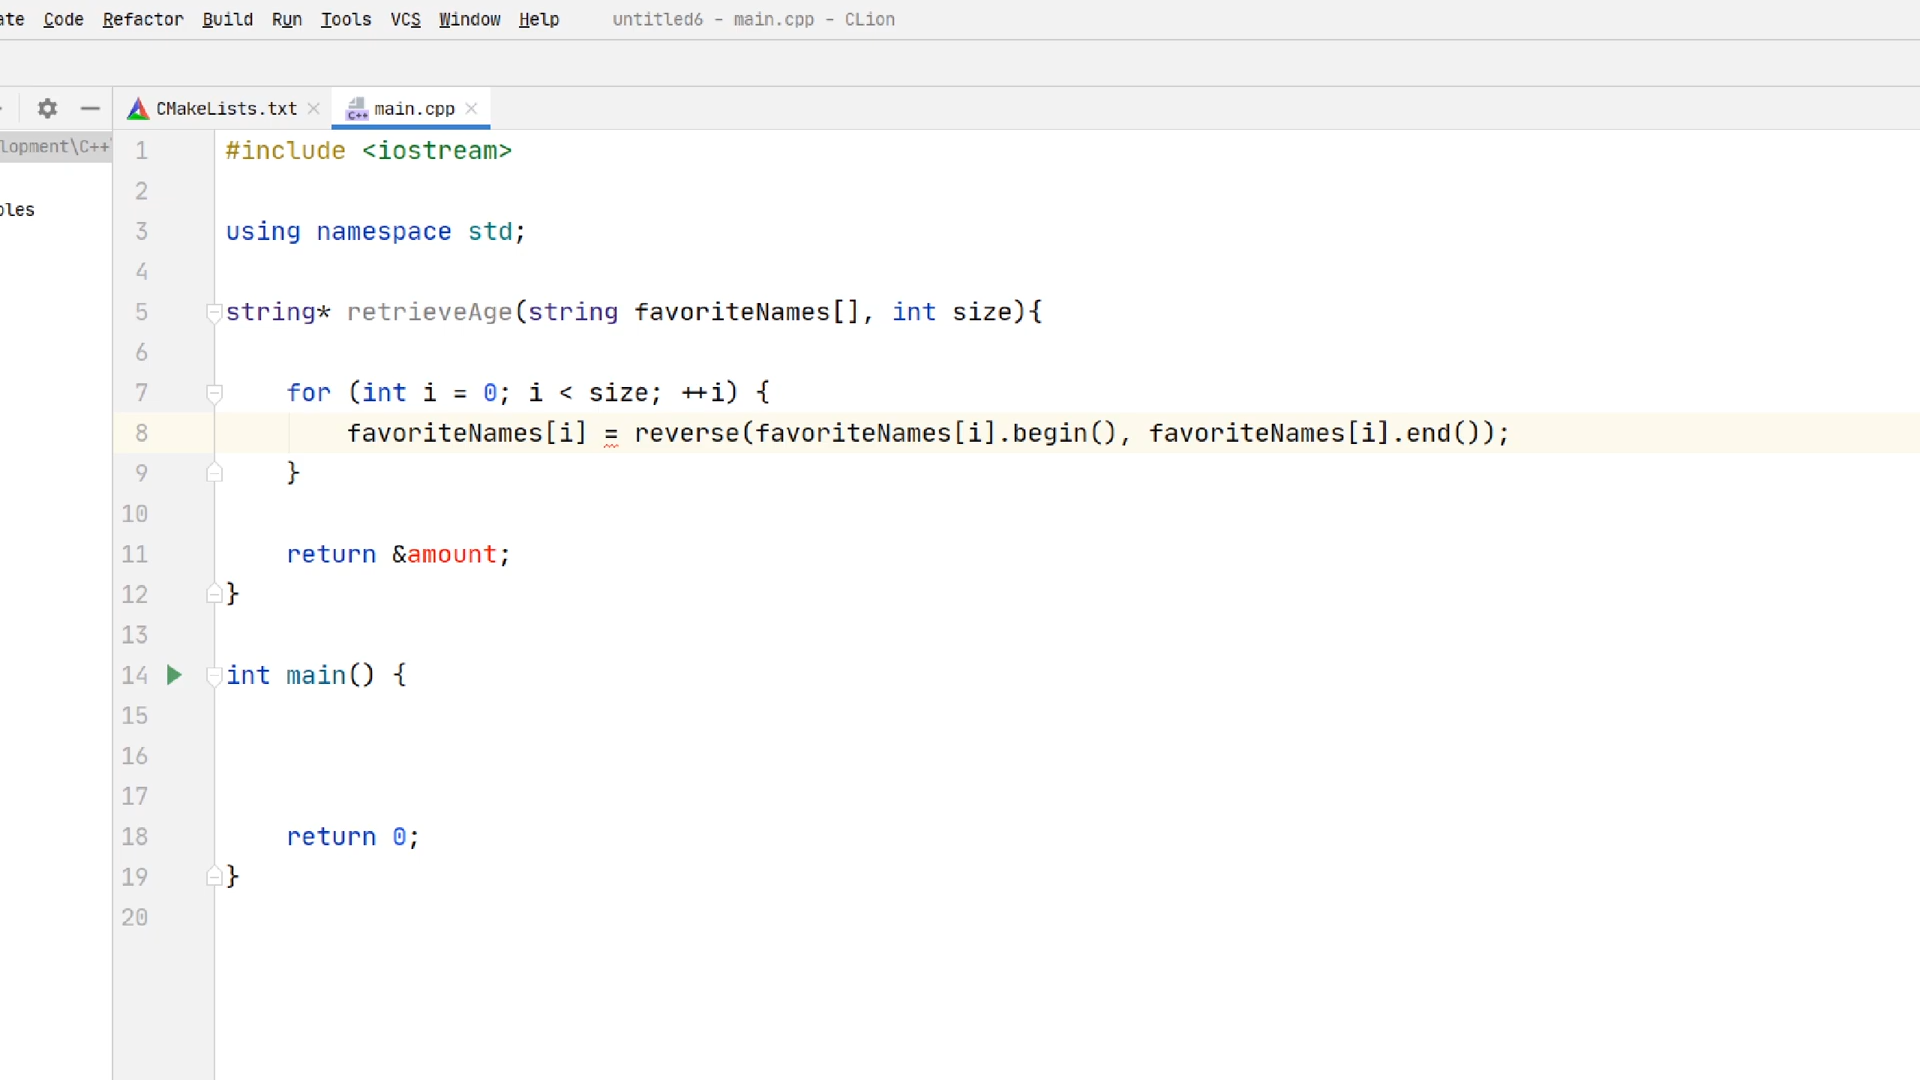 ate Code Refactor Build Run Tools VCS Window Help untitled6 - main.cpp - CLion
CMakeLists.txt main.cpp
lopment\C++
oles
1 #include <iostream>
2
3 using namespace std;
4
5 string* retrieveAge(string favoriteNames[], int size){
6
7 for (int i = 0; i < size; ++i) {
8 favoriteNames[i] = reverse(favoriteNames[i].begin(), favoriteNames[i].end());
9 }
10
11 return &amount;
12 }
13
14 int main() {
15
16
17
18 return 0;
19 }
20